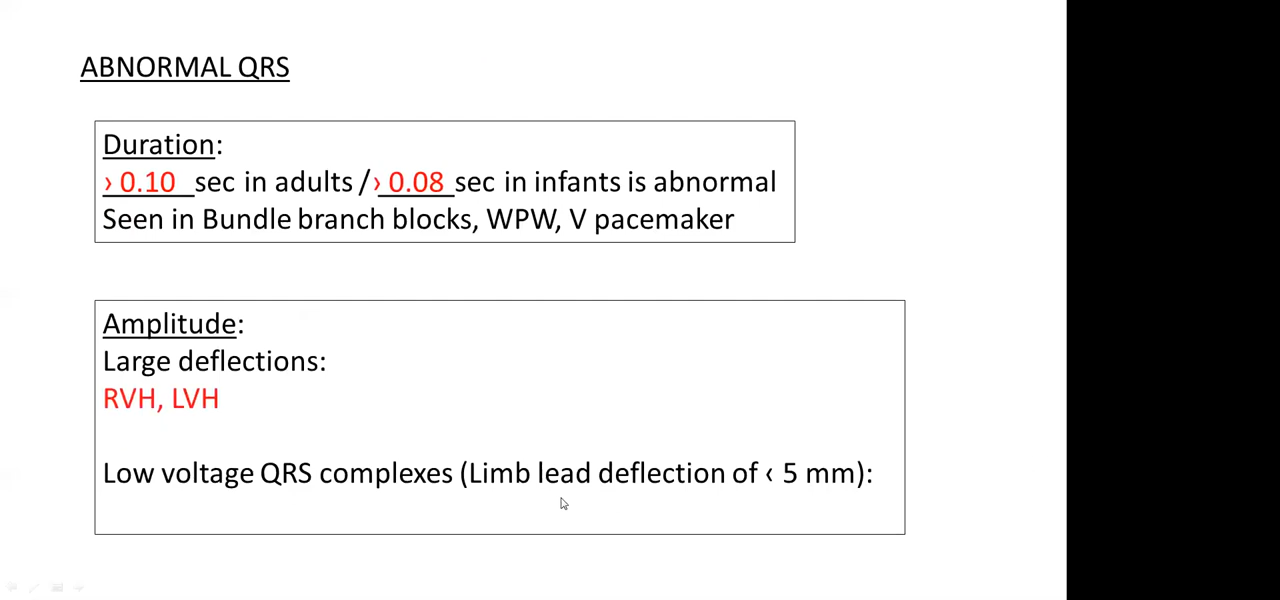 ABNORMAL QRS
Duration:
› 0.10 sec in adults /› 0.08 sec in infants is abnormal
Seen in Bundle branch blocks, WPW, V pacemaker
Amplitude:
Large deflections:
RVH, LVH
Low voltage QRS complexes (Limb lead deflection of ‹ 5 mm):